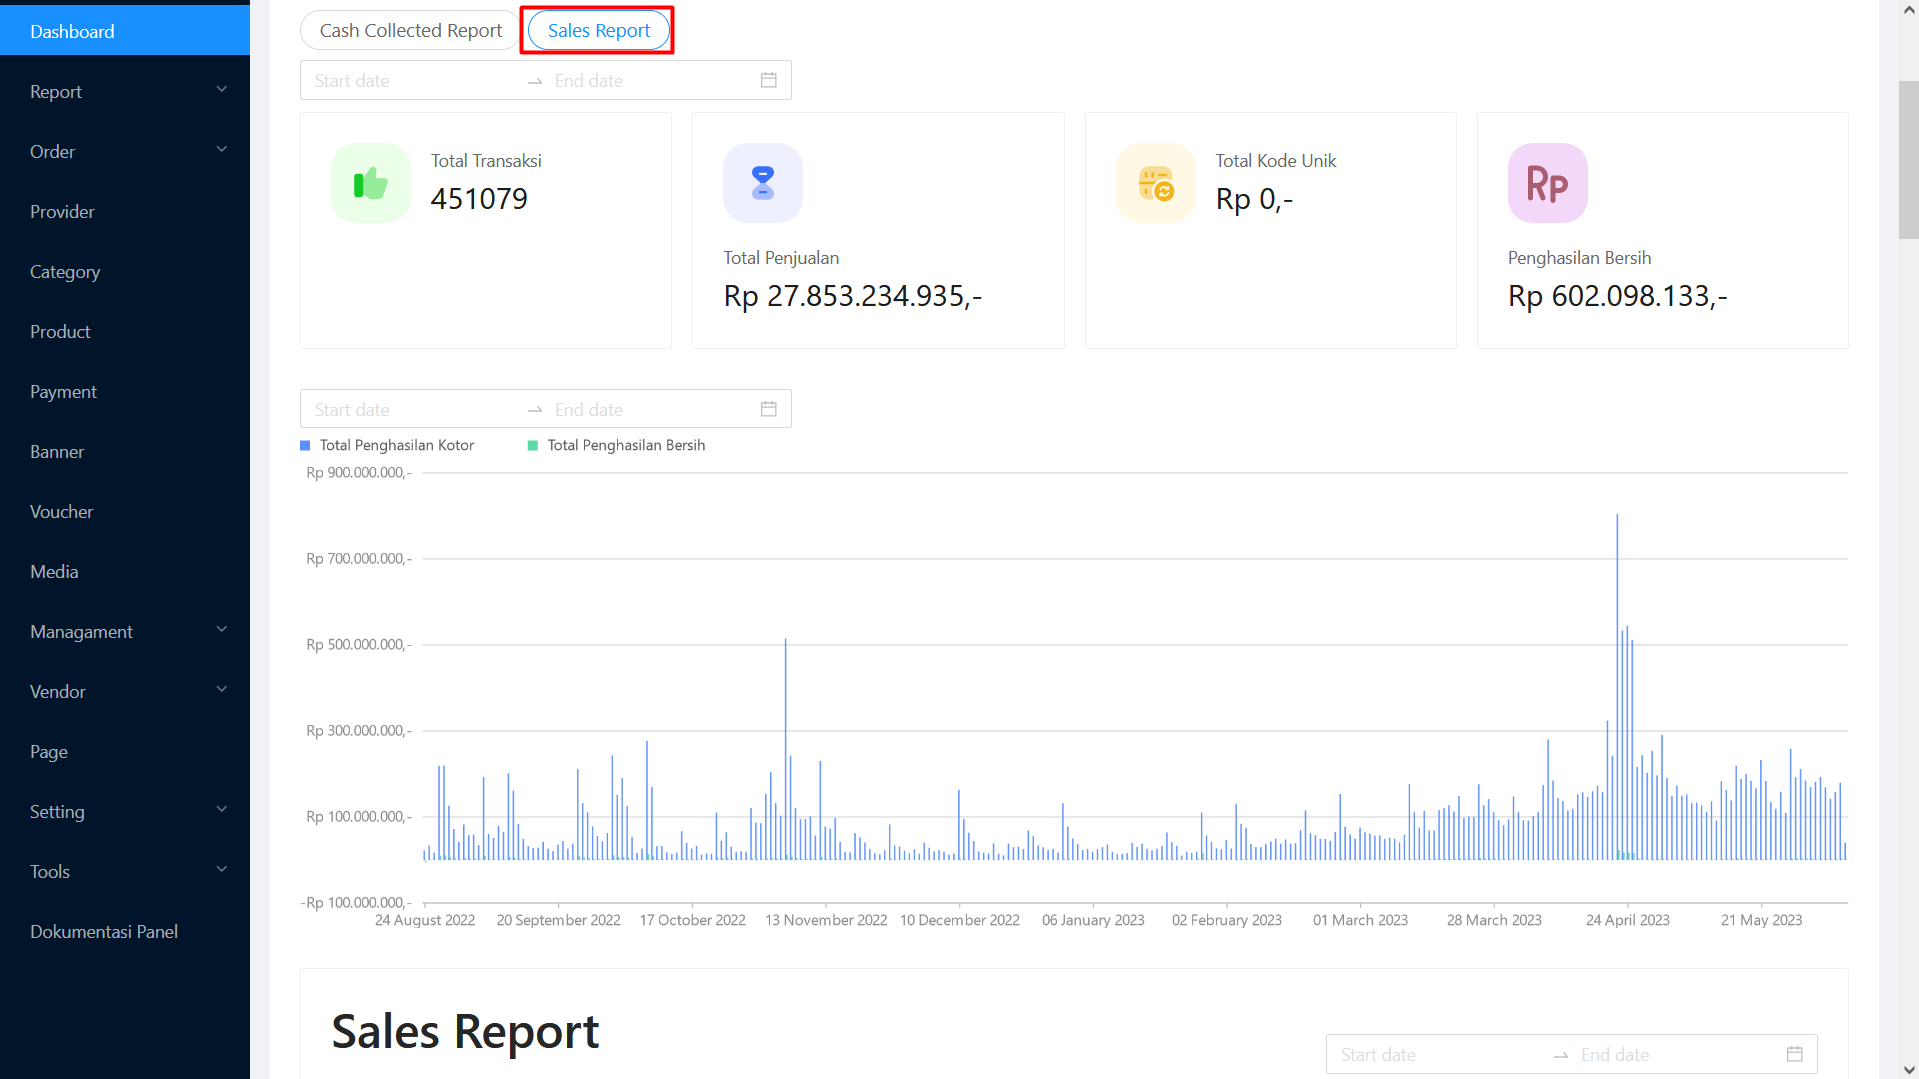 Dashboard
Report
Order
Provider
Category
Product
Payment
Banner
Voucher
Media
Managament
Vendor
Page
Setting
Tools
Dokumentasi Panel
Cash Collected Report
Sales Report
Start date
End date
Total Transaksi
451079
Total Penjualan
Rp 27.853.234.935,-
Total Kode Unik
Rp 0,-
Rp
Penghasilan Bersih
Rp 602.098.133,-
Start date
End date
Total Penghasilan Kotor
Total Penghasilan Bersih
Rp 900.000.000,-
Rp 700.000.000,-
Rp 500.000.000,-
Rp 300.000.000,-
Rp 100.000.000,-
-Rp 100.000.000,-
24 August 2022
20 September 2022
17 October 2022
13 November 2022
10 December 2022
06 January 2023
02 February 2023
01 March 2023
28 March 2023
24 April 2023
21 May 2023
Sales Report
Start date
End date